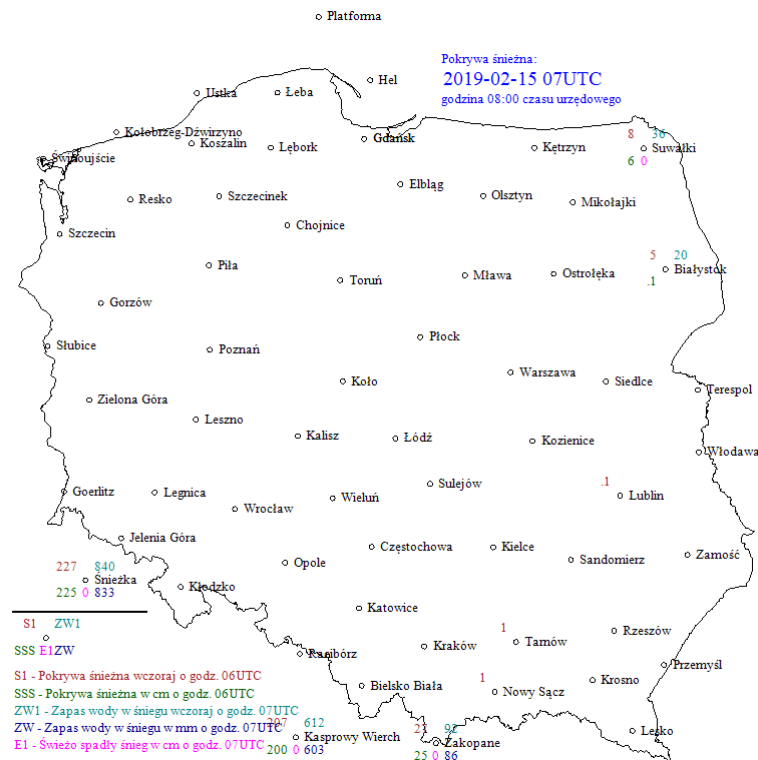 Platforma
Pokrywa śnieżna:
2019-02-15 07UTC
godzina 08:00 czasu urzędowego
Hel
Ustka
Łeba
Kołobrzeg-Dźwirzyno
Koszalin
Lębork
Gdańsk
Kętrzyn
8 36
Suwałki
6 0
Świnoujście
Elbląg
Resko
Szczecinek
Olsztyn
Mikołajki
Szczecin
Chojnice
5 20
Białystok
.1
Piła
Toruń
Mława
Ostrołęka
Gorzów
Płock
Słubice
Poznań
Warszawa
Koło
Siedlce
Terespol
Zielona Góra
Leszno
Kalisz
Łódź
Kozienice
Włodawa
.1
Lublin
Goerlitz
Legnica
Wrocław
Wieluń
Sulejów
Jelenia Góra
Częstochowa
Kielce
Sandomierz
Zamość
Opole
227 840
Śnieżka
225 0 833
Kłodzko
Katowice
S1 ZW1
SSS E1 ZW
1
Tarnów
Rzeszów
Kraków
Racibórz
Przemyśl
S1 - Pokrywa śnieżna wczoraj o godz. 06UTC
SSS - Pokrywa śnieżna w cm o godz. 06UTC
ZW1 - Zapas wody w śniegu wczoraj o godz. 07UTC
ZW - Zapas wody w śniegu w mm o godz. 07UTC
E1 - Świeżo spadły śnieg w cm o godz. 07UTC
Bielsko Biała
1
Nowy Sącz
Krosno
Lesko
207 612
Kasprowy Wierch
200 0 603
27 92
Zakopane
25 0 86